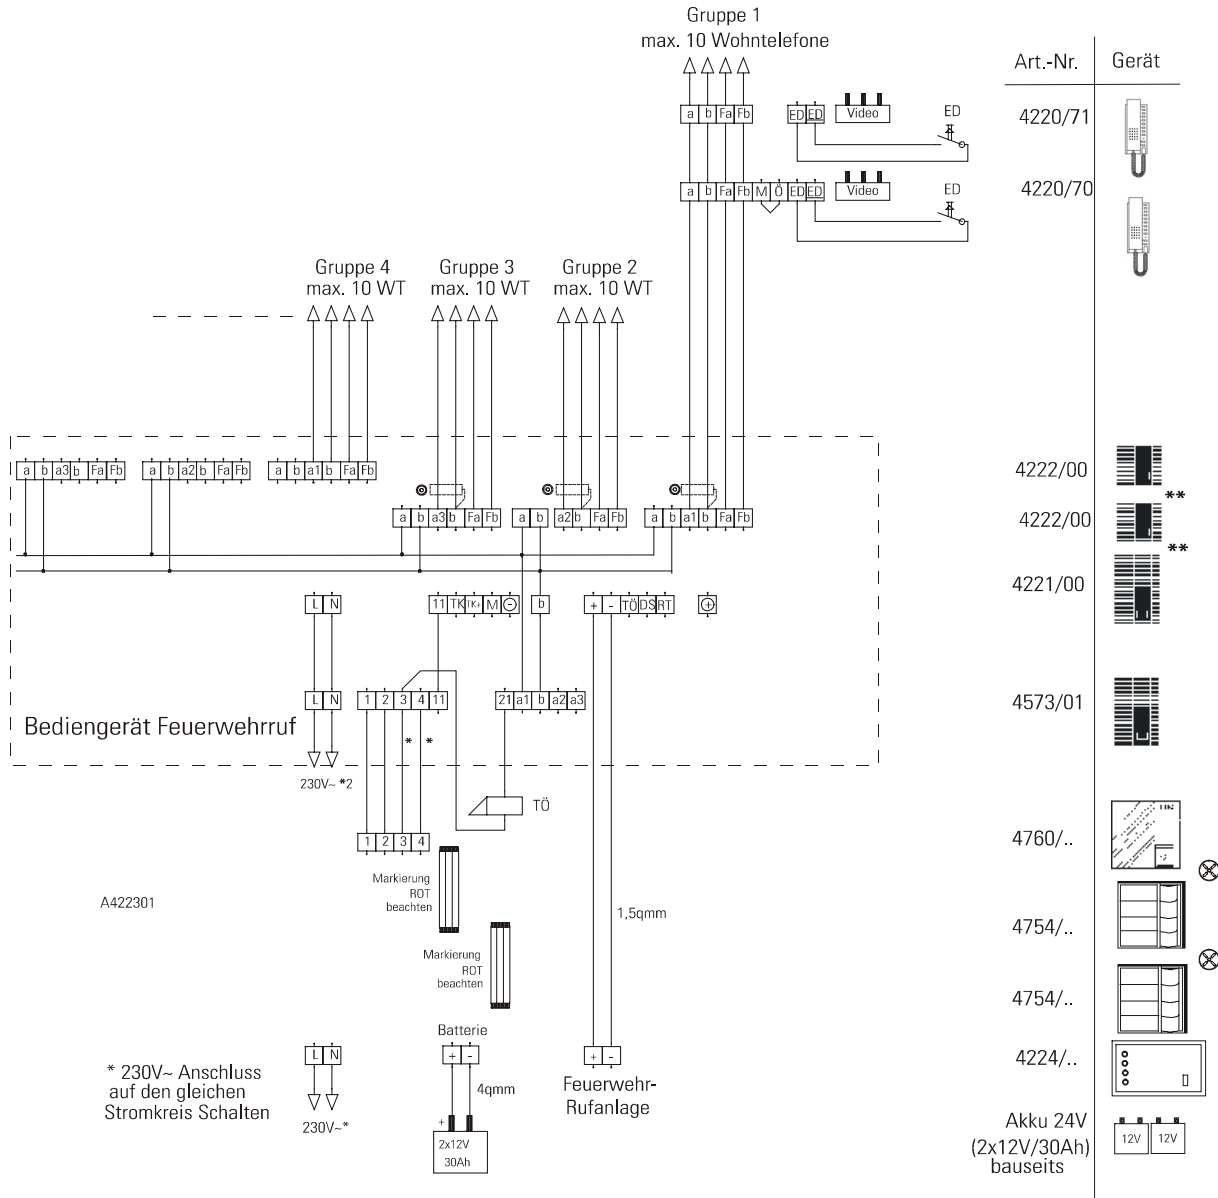 Gruppe 1
max. 10 Wohntelefone
Art.-Nr. Gerät
a b Fa Fb ED ED Video ED
4220/71
a b Fa Fb M Ö ED ED Video ED
4220/70
Gruppe 4
max. 10 WT
Gruppe 3
max. 10 WT
Gruppe 2
max. 10 WT
a b a3 b Fa Fb
a b a2 b Fa Fb
a b a1 b Fa Fb
4222/00
**
a b a3 b Fa Fb
a b
a2 b Fa Fb
a b a1 b Fa Fb
4222/00
**
4221/00
L N
11 TK TK+ M -
b
+ - TÖ DS RT
+
L N
1 2 3 4 11
21 a1 b a2 a3
4573/01
Bediengerät Feuerwehrruf
* *
230V~ *2
TÖ
1 2 3 4
4760/..
Markierung
ROT
beachten
A422301
1,5qmm
4754/..
Markierung
ROT
beachten
4754/..
Batterie
L N
+ -
+ -
4224/..
* 230V~ Anschluss
auf den gleichen
Stromkreis Schalten
230V~*
4qmm
Feuerwehr-
Rufanlage
+
2x12V
30Ah
Akku 24V
(2x12V/30Ah)
bauseits
12V 12V